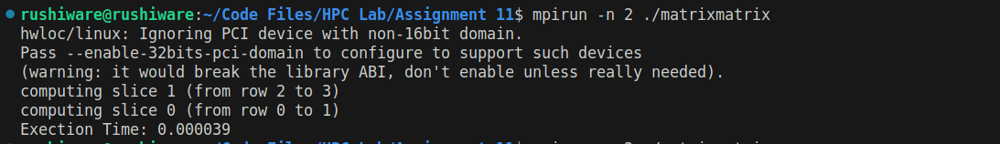 rushiware@rushiware:~/Code Files/HPC Lab/Assignment 11$ mpirun -n 2 ./matrixmatrix
hwloc/linux: Ignoring PCI device with non-16bit domain.
Pass --enable-32bits-pci-domain to configure to support such devices
(warning: it would break the library ABI, don't enable unless really needed).
computing slice 1 (from row 2 to 3)
computing slice 0 (from row 0 to 1)
Exection Time: 0.000039